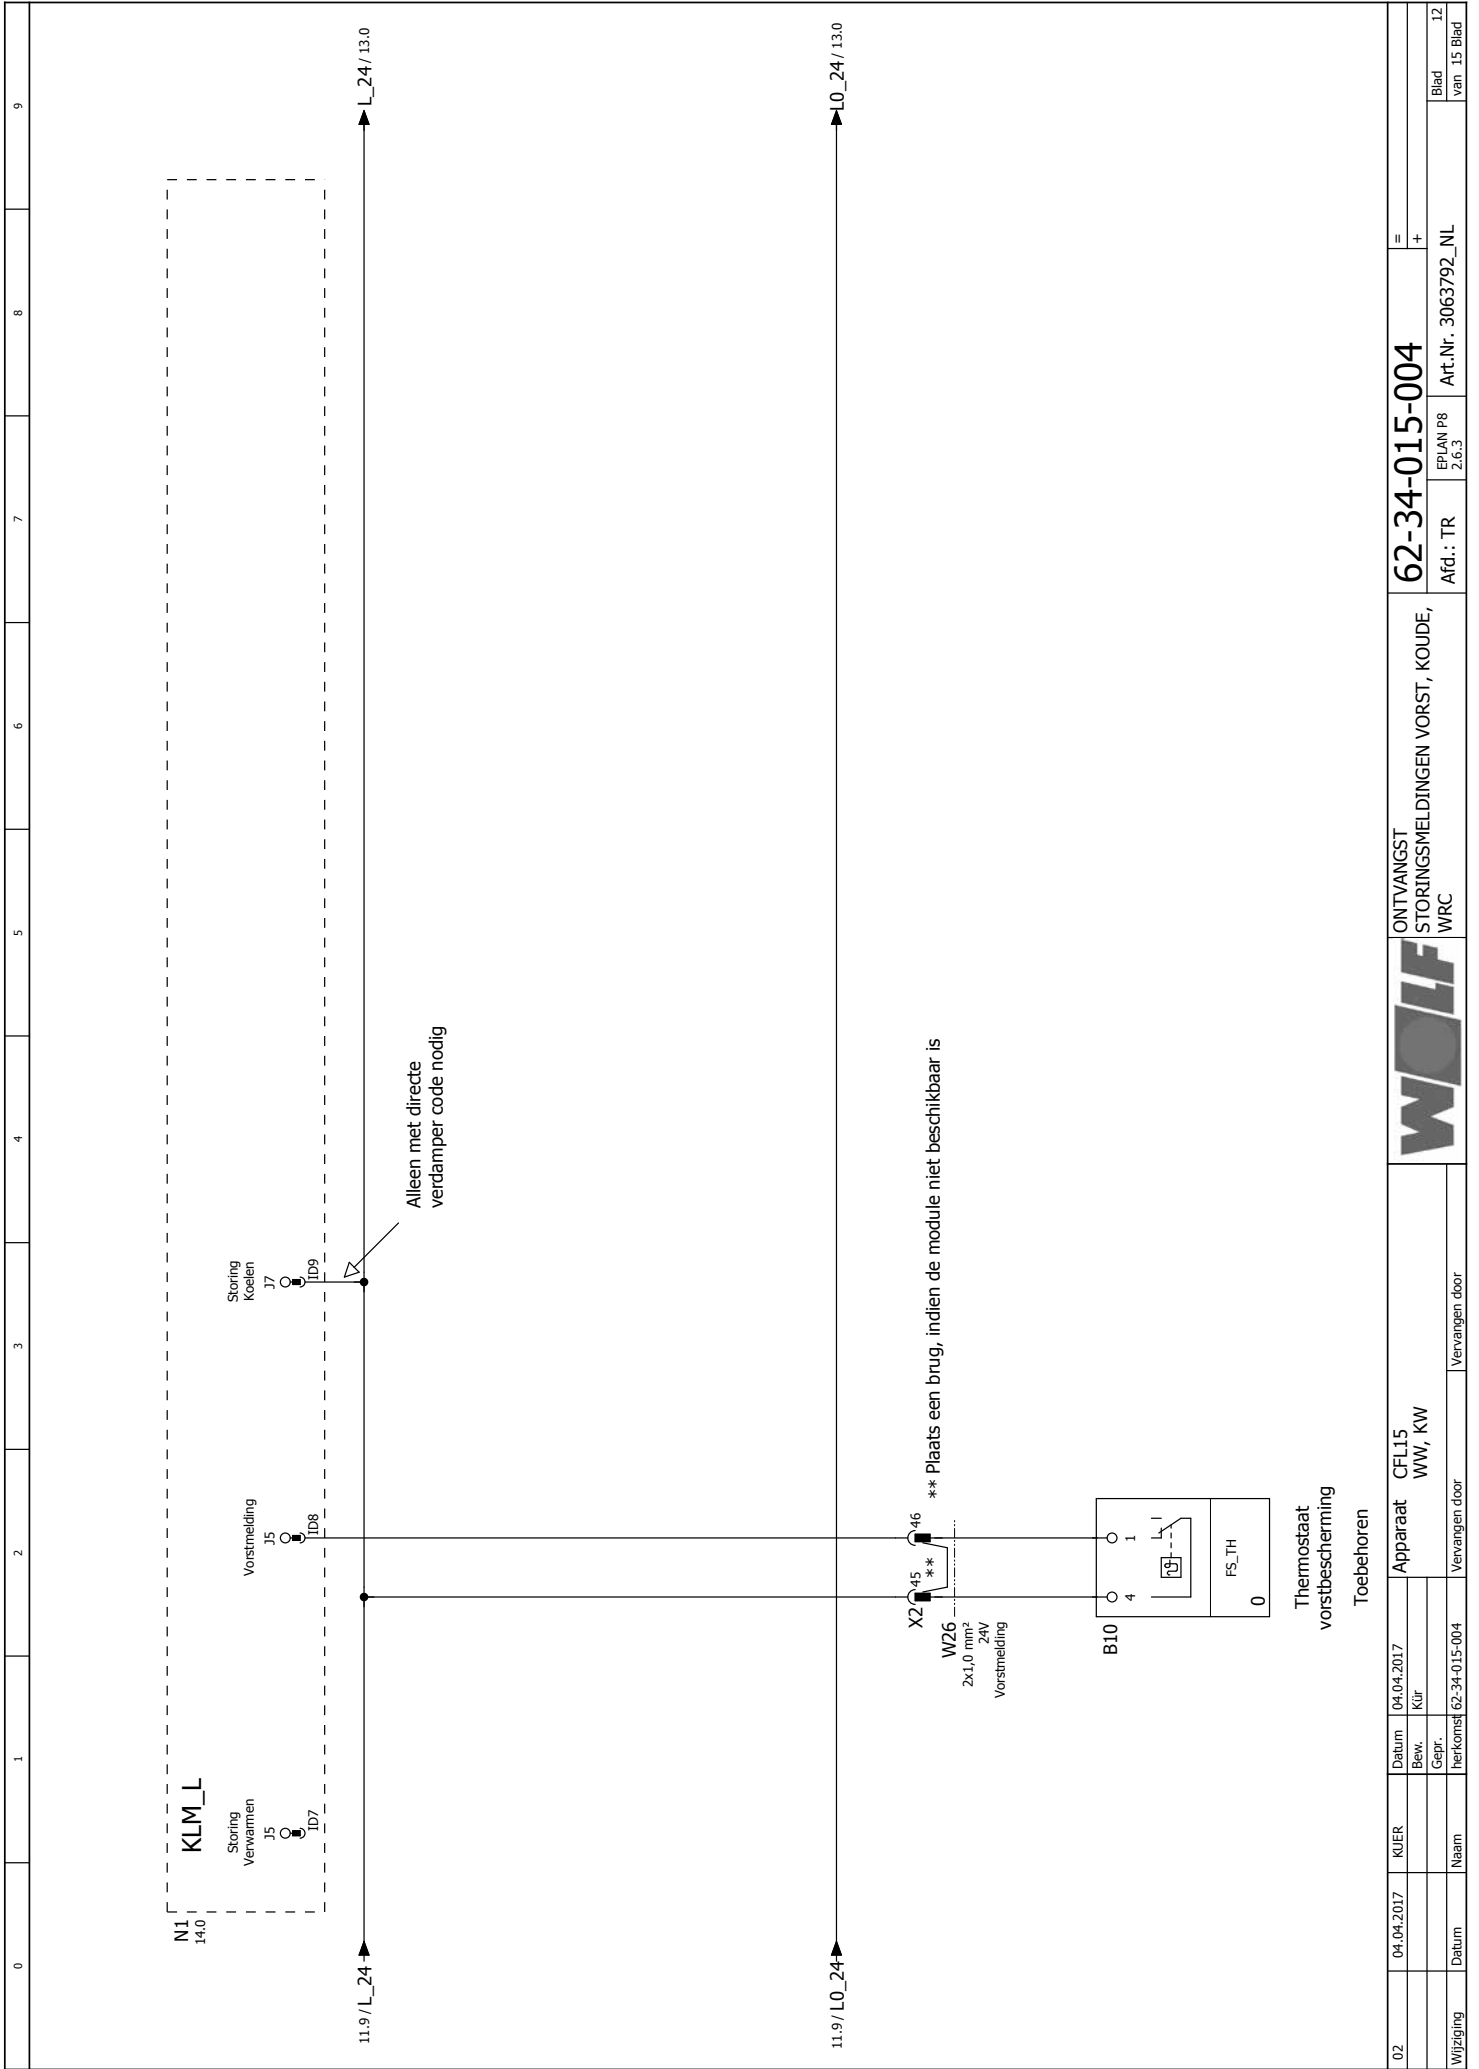 0 1 2 3 4 5 6 7 8 9
N1
14.0
KLM_L
Storing
Verwarmen
J5
ID7
Vorstmelding
J5
ID8
Storing
Koelen
J7
ID9
11.9 / L_24
L_24 / 13.0
Alleen met directe
verdamper code nodig
11.9 / L0_24
L0_24 / 13.0
X2
45
46
**
** Plaats een brug, indien de module niet beschikbaar is
W26
2x1,0 mm²
24V
Vorstmelding
B10
4
1
ϑ
FS_TH
0
Thermostaat
vorstbescherming
Toebehoren
02
04.04.2017
KUER
Wijziging
Datum
Naam
Datum
04.04.2017
Bew.
Kür
Gepr.
herkomst
62-34-015-004
Apparaat
CFL15
WW, KW
Vervangen door
Vervangen door
WOLF
ONTVANGST
STORINGSMELDINGEN VORST, KOUDE,
WRC
62-34-015-004
=
+
Afd.: TR
EPLAN P8
2.6.3
Art.Nr. 3063792_NL
Blad 12
van 15 Blad